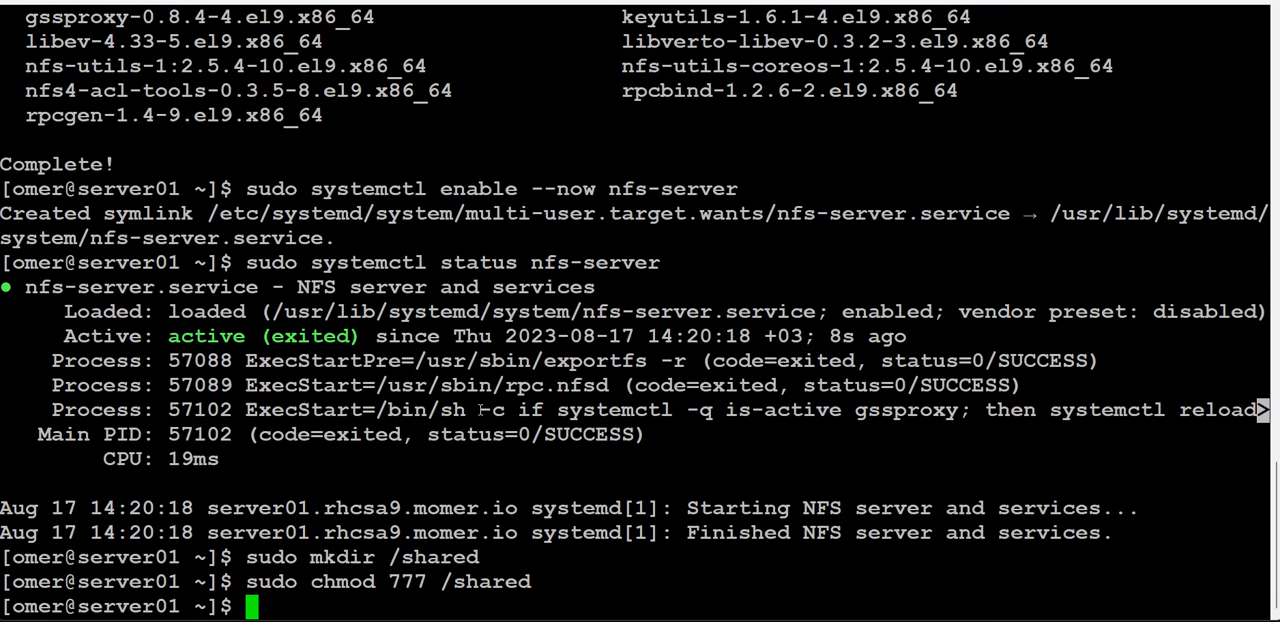 gssproxy-0.8.4-4.el9.x86_64 keyutils-1.6.1-4.el9.x86_64
libev-4.33-5.el9.x86_64 libverto-libev-0.3.2-3.el9.x86_64
nfs-utils-1:2.5.4-10.el9.x86_64 nfs-utils-coreos-1:2.5.4-10.el9.x86_64
nfs4-acl-tools-0.3.5-8.el9.x86_64 rpcbind-1.2.6-2.el9.x86_64
rpcgen-1.4-9.el9.x86_64
Complete!
[omer@server01 ~]$ sudo systemctl enable --now nfs-server
Created symlink /etc/systemd/system/multi-user.target.wants/nfs-server.service → /usr/lib/systemd/
system/nfs-server.service.
[omer@server01 ~]$ sudo systemctl status nfs-server
● nfs-server.service - NFS server and services
Loaded: loaded (/usr/lib/systemd/system/nfs-server.service; enabled; vendor preset: disabled)
Active: active (exited) since Thu 2023-08-17 14:20:18 +03; 8s ago
Process: 57088 ExecStartPre=/usr/sbin/exportfs -r (code=exited, status=0/SUCCESS)
Process: 57089 ExecStart=/usr/sbin/rpc.nfsd (code=exited, status=0/SUCCESS)
Process: 57102 ExecStart=/bin/sh -c if systemctl -q is-active gssproxy; then systemctl reload>
Main PID: 57102 (code=exited, status=0/SUCCESS)
CPU: 19ms
Aug 17 14:20:18 server01.rhcsa9.momer.io systemd[1]: Starting NFS server and services...
Aug 17 14:20:18 server01.rhcsa9.momer.io systemd[1]: Finished NFS server and services.
[omer@server01 ~]$ sudo mkdir /shared
[omer@server01 ~]$ sudo chmod 777 /shared
[omer@server01 ~]$